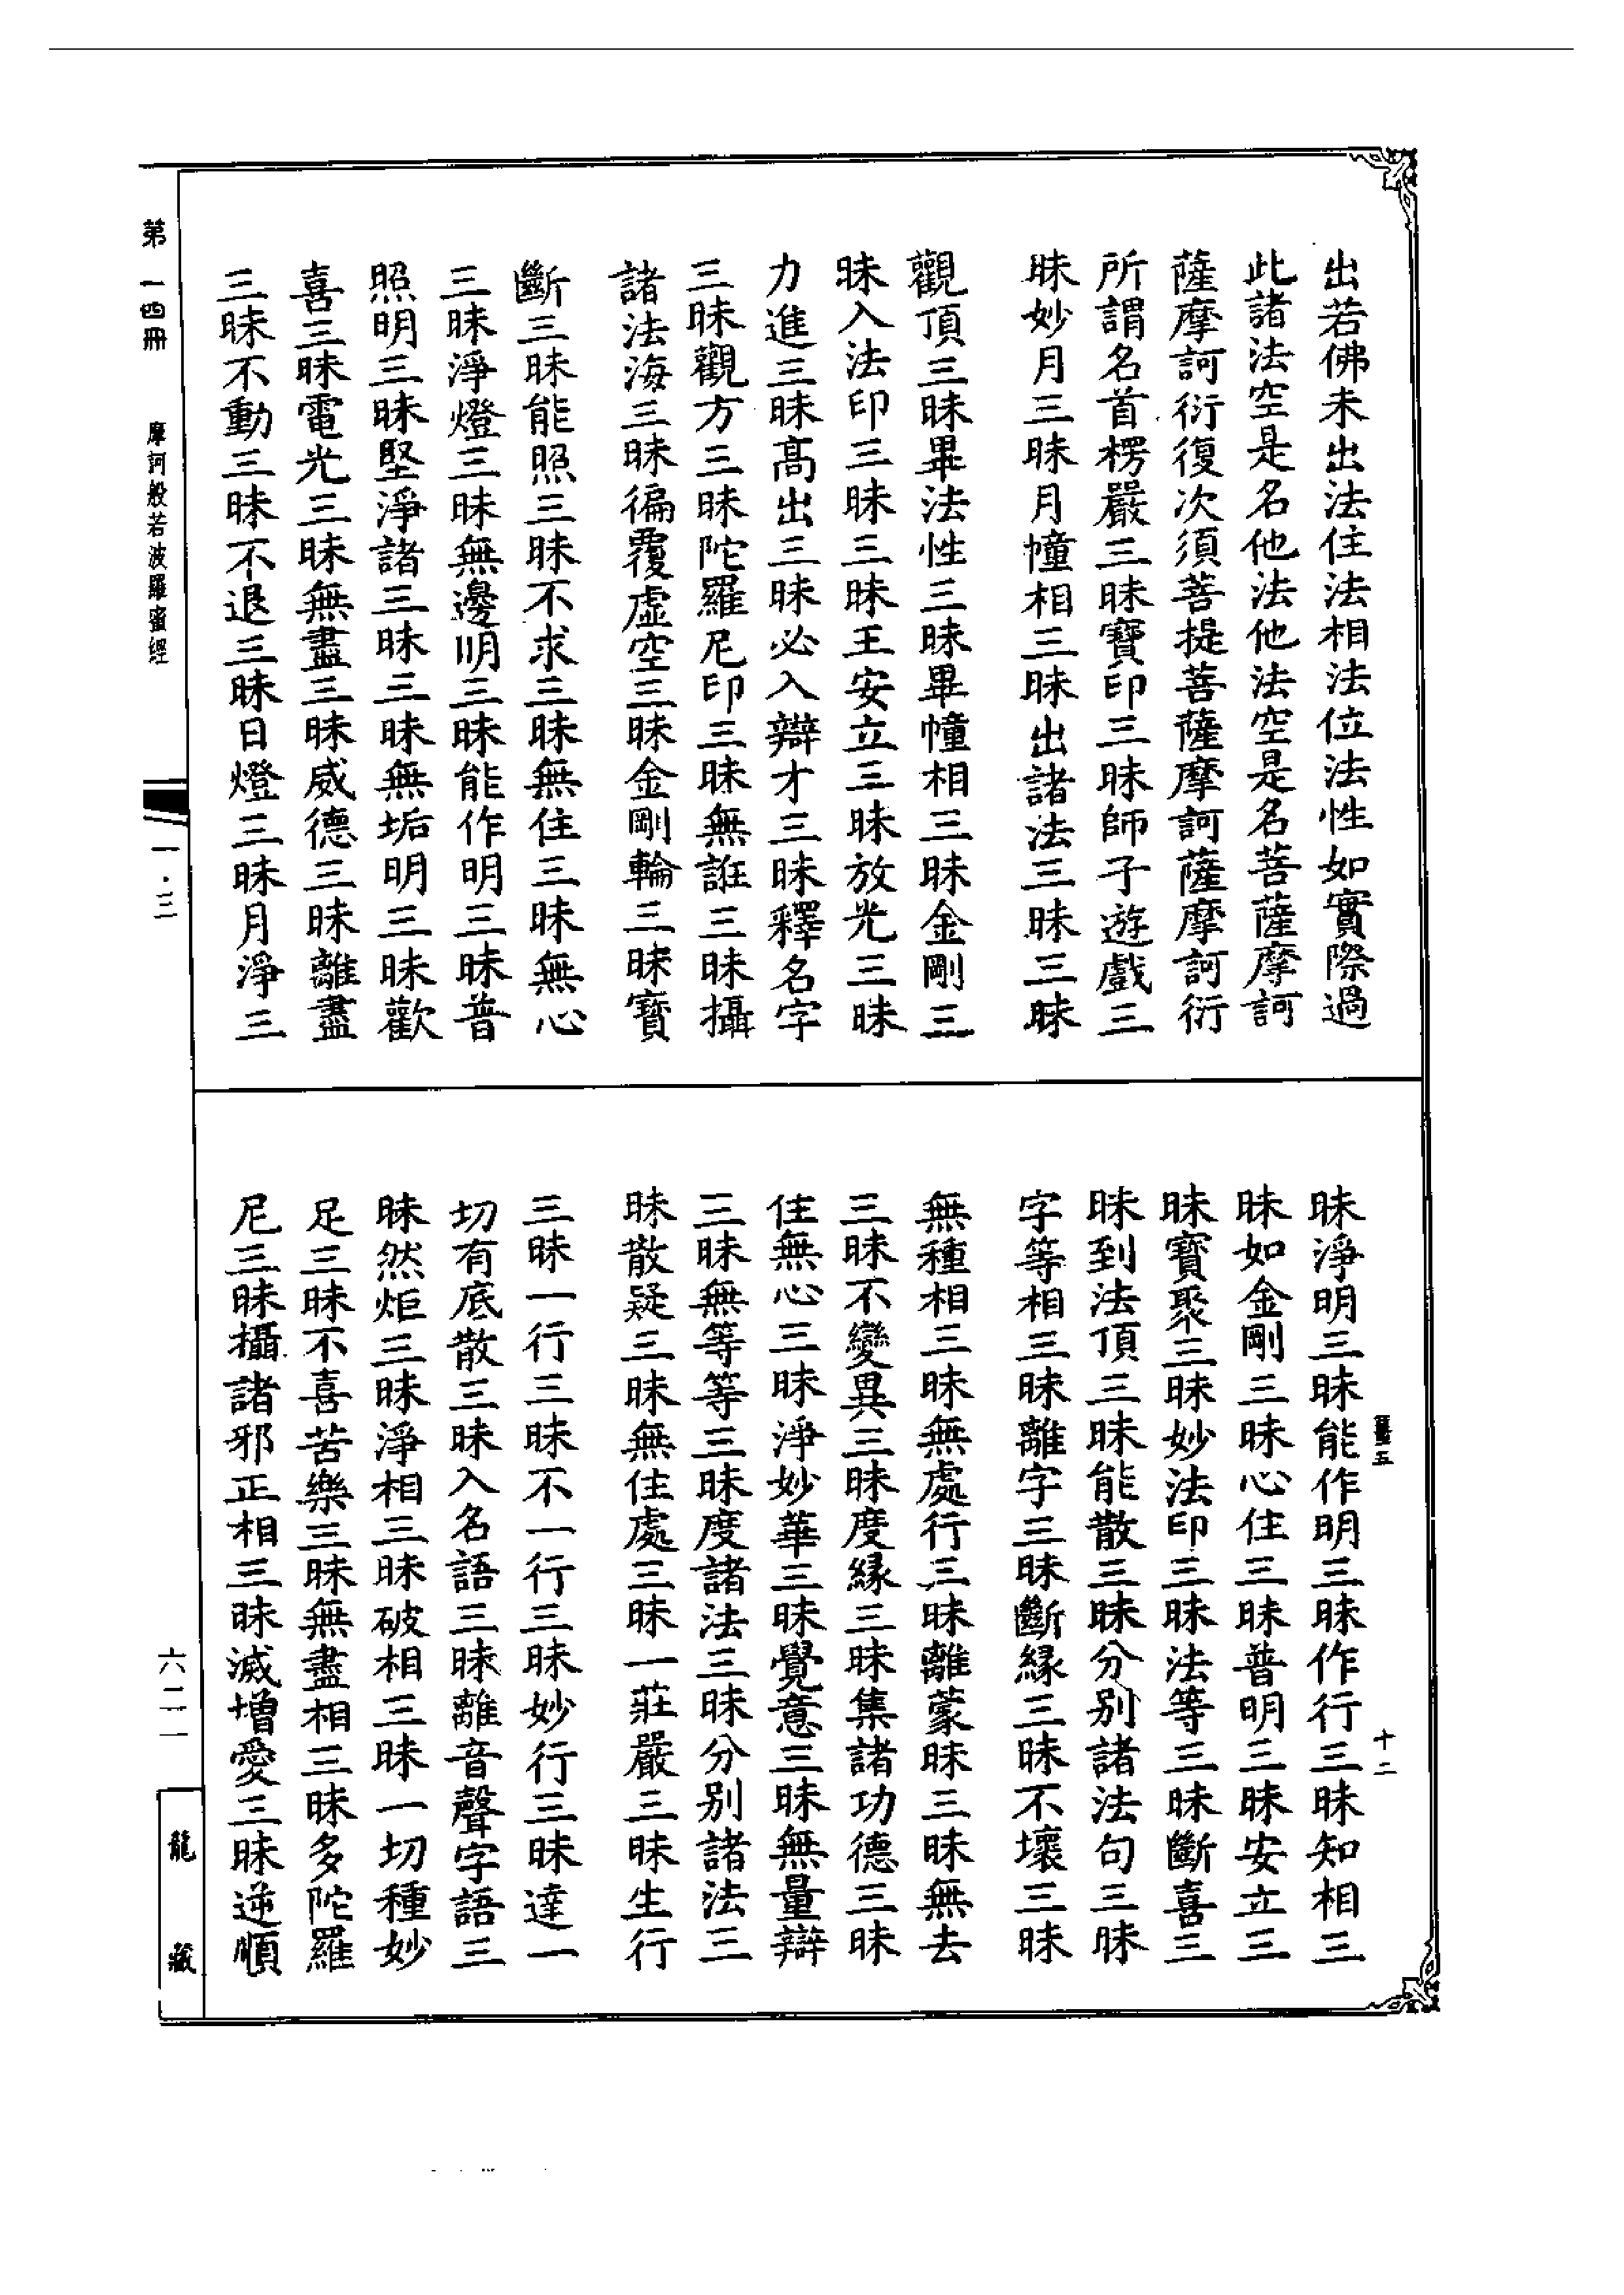 出若佛未出法住法相法位法性如實際過
此諸法空是名他法他法空是名菩薩摩訶
薩摩訶衍復次須菩提菩薩摩訶薩摩訶衍
所謂名首楞嚴三昧寶印三昧師子遊戲三
昧妙月三昧月幢相三昧出諸法三昧三昧
觀頂三昧畢法性三昧畢幢相三昧金剛三
昧入法印三昧三昧王安立三昧放光三昧
力進三昧高出三昧必入辯才三昧釋名字
三昧觀方三昧陀羅尼印三昧無誑三昧攝
諸法海三昧徧覆虛空三昧金剛輪三昧寶
斷三昧能照三昧不求三昧無住三昧無心
三昧淨燈三昧無邊明三昧能作明三昧普
照明三昧堅淨諸三昧三昧無垢明三昧歡
喜三昧電光三昧無盡三昧威德三昧離盡
三昧不動三昧不退三昧日燈三昧月淨三
昧淨明三昧能作明三昧作行三昧知相三
昧如金剛三昧心住三昧普明三昧安立三
昧寶聚三昧妙法印三昧法等三昧斷喜三
昧到法頂三昧能散三昧分別諸法句三昧
字等相三昧離字三昧斷緣三昧不壞三昧
無種相三昧無處行三昧離蒙昧三昧無去
三昧不變異三昧度緣三昧集諸功德三昧
住無心三昧淨妙華三昧覺意三昧無量辯
三昧無等等三昧度諸法三昧分別諸法三
昧散疑三昧無住處三昧一莊嚴三昧生行
三昧一行三昧不一行三昧妙行三昧達一
切有底散三昧入名語三昧離音聲字語三
昧然炬三昧淨相三昧破相三昧一切種妙
足三昧不喜苦樂三昧無盡相三昧多陀羅
尼三昧攝諸邪正相三昧滅增愛三昧逆順
五
十二
第一四冊
摩訶般若波羅蜜經
一·三
六二一
龍藏